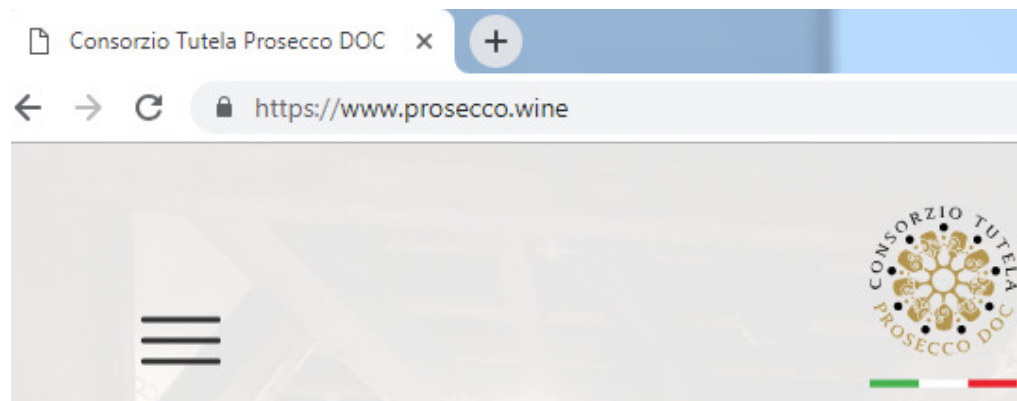 Consorzio Tutela Prosecco DOC
https://www.prosecco.wine
CONSORZIO TUTELA
PROSECCO DOC